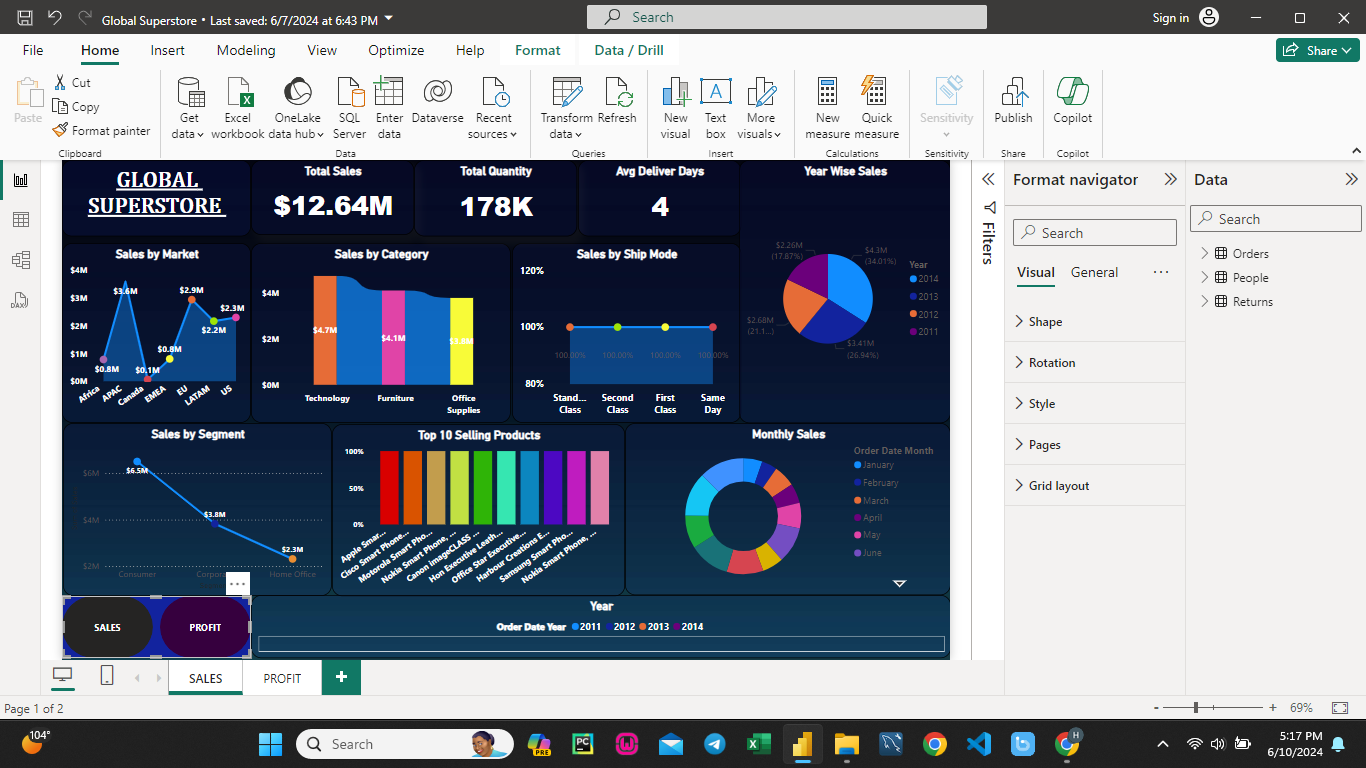 Global Superstore • Last saved: 6/7/2024 at 6:43 PM
Search
Sign in
File
Home
Insert
Modeling
View
Optimize
Help
Format
Data / Drill
Share
Paste
Cut
Copy
Format painter
Clipboard
Get data
Excel workbook
OneLake data hub
SQL Server
Enter data
Dataverse
Recent sources
Data
Transform data
Refresh
Queries
New visual
Text box
More visuals
Insert
New measure
Quick measure
Calculations
Sensitivity
Sensitivity
Publish
Share
Copilot
Copilot
GLOBAL
SUPERSTORE
Total Sales
$12.64M
Total Quantity
178K
Avg Deliver Days
4
Year Wise Sales
$2.26M
(17.87%)
$4.3M
(34.01%)
$2.68M
(21.1...)
$3.41M
(26.94%)
Year
2014
2013
2012
2011
Sales by Market
$4M
$3M
$2M
$1M
$0M
$0.8M
$3.6M
$0.1M
$0.8M
$2.9M
$2.2M
$2.3M
Africa
APAC
Canada
EMEA
EU
LATAM
US
Sales by Category
$4M
$2M
$0M
$4.7M
$4.1M
Technology
Furniture
Office
Supplies
Sales by Ship Mode
120%
100%
80%
100.00%
100.00%
100.00%
100.00%
Stand...
Class
Second
Class
First
Class
Same
Day
Sales by Segment
$6M
$4M
$2M
$6.5M
$3.8M
$2.3M
Consumer
Home Office
Top 10 Selling Products
100%
50%
0%
Apple Smar...
Cisco Smart Phone...
Motorola Smart Pho...
Nokia Smart Phone, ...
Canon imageCLASS ...
Hon Executive Leath...
Office Star Executive...
Harbour Creations E...
Samsung Smart Pho...
Nokia Smart Phone, ...
Monthly Sales
Order Date Month
January
February
March
April
May
June
SALES
PROFIT
Year
Order Date Year
2011
2012
2013
2014
Filters
Format navigator
Search
Visual
General
Shape
Rotation
Style
Pages
Grid layout
Data
Search
Orders
People
Returns
SALES
PROFIT
Page 1 of 2
69%
104°
Search
PRE
PC
H
5:17 PM
6/10/2024